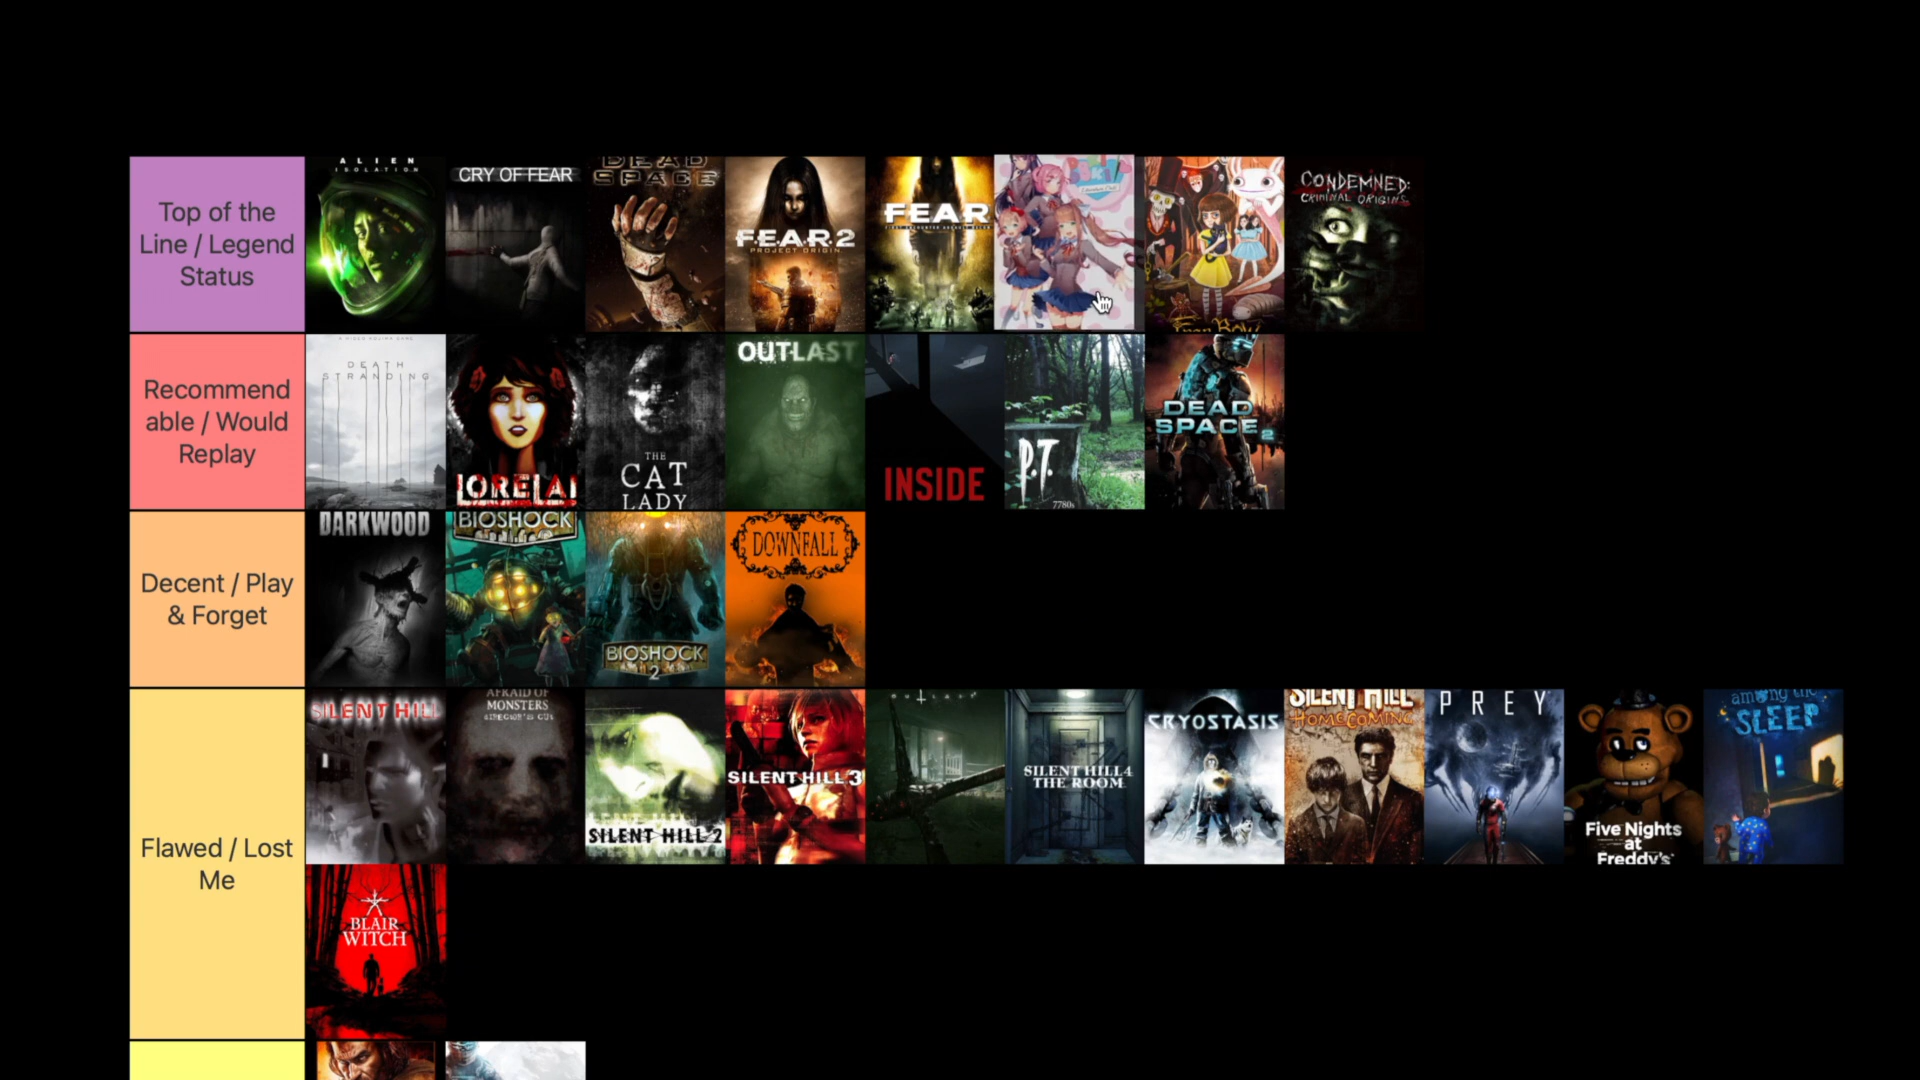 Top of the
Line / Legend
Status
ALIEN
ISOLATION
CRY OF FEAR
DEAD
SPACE
F.E.A.R.2
PROJECT ORIGIN
FEAR
CONDEMNED:
CRIMINAL ORIGINS
Recommend
able / Would
Replay
DEATH
STRANDING
LORELAI
THE
CAT
LADY
OUTLAST
INSIDE
P.T.
7780s
DEAD
SPACE 2
Decent / Play
& Forget
DARKWOOD
BIOSHOCK
BIOSHOCK
2
DOWNFALL
Flawed / Lost
Me
SILENT HILL
AFRAID OF
MONSTERS
SILENT HILL 2
SILENT HILL 3
SILENT HILL 4
THE ROOM
CRYOSTASIS
SILENT HILL
HOMECOMING
PREY
Five Nights
at
Freddy's
among the
SLEEP
BLAIR
WITCH